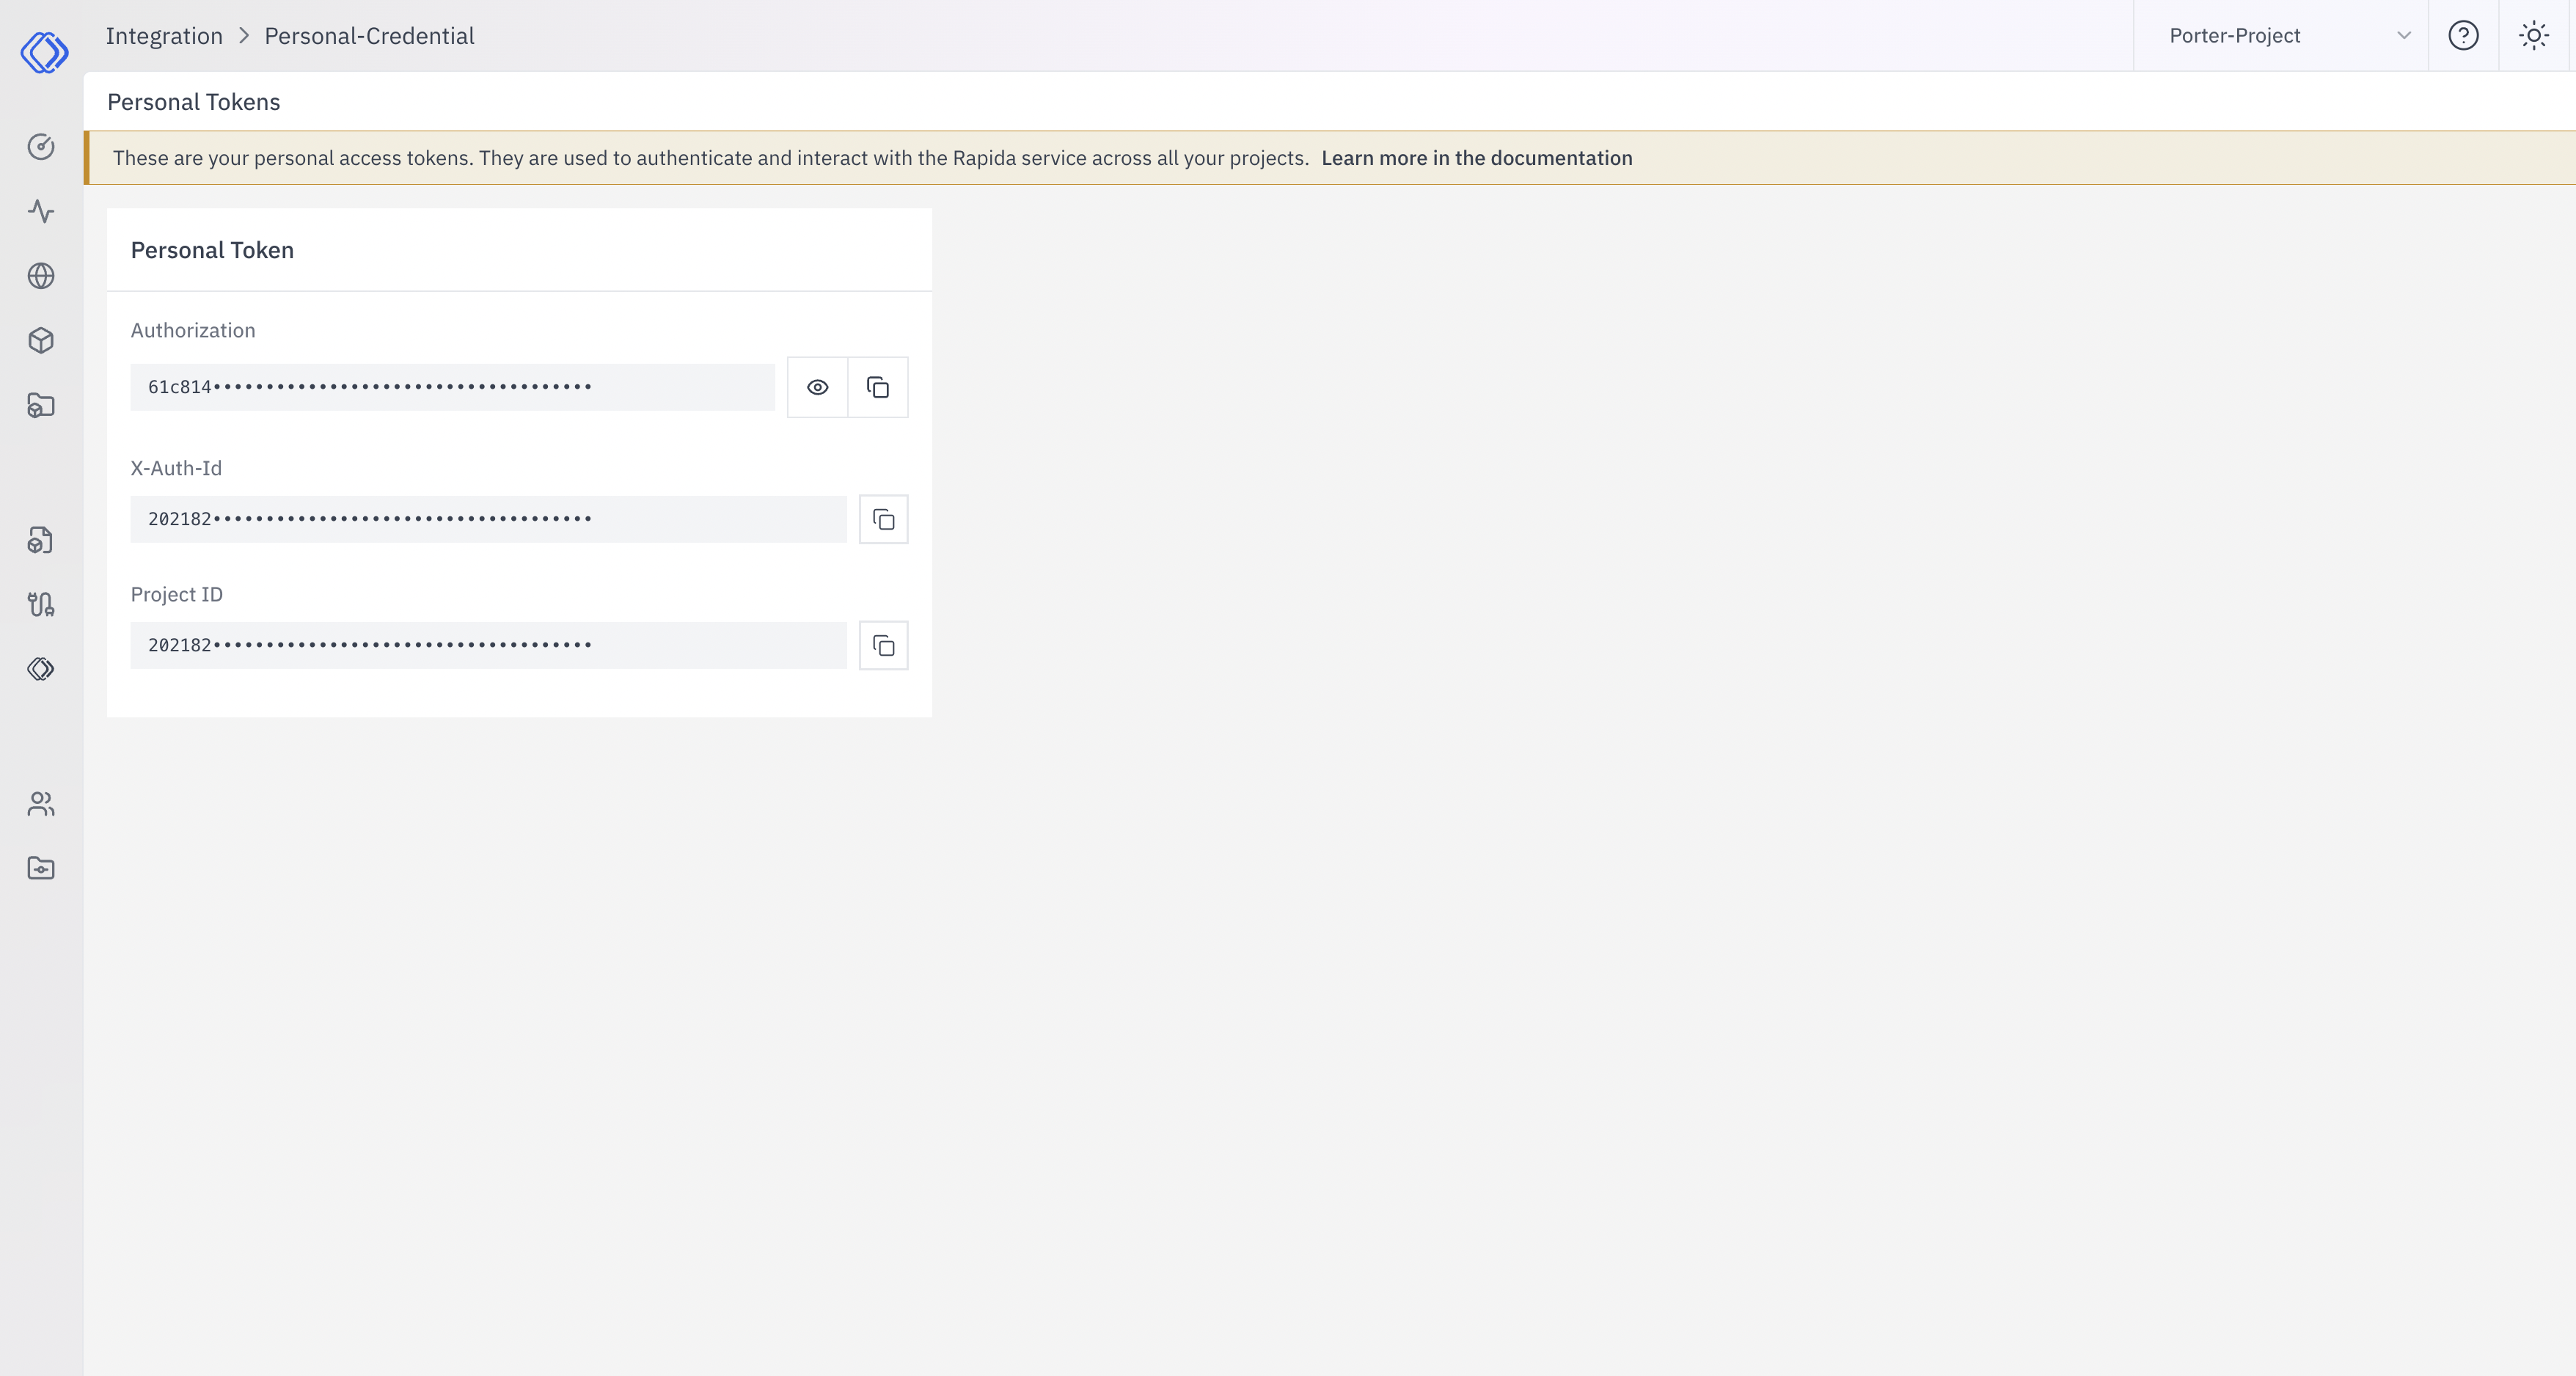 Integration > Personal-Credential
Porter-Project
Personal Tokens
These are your personal access tokens. They are used to authenticate and interact with the Rapida service across all your projects. Learn more in the documentation
Personal Token
Authorization
61c814••••••••••••••••••••••••••••••••••••
X-Auth-Id
202182••••••••••••••••••••••••••••••••••••
Project ID
202182••••••••••••••••••••••••••••••••••••